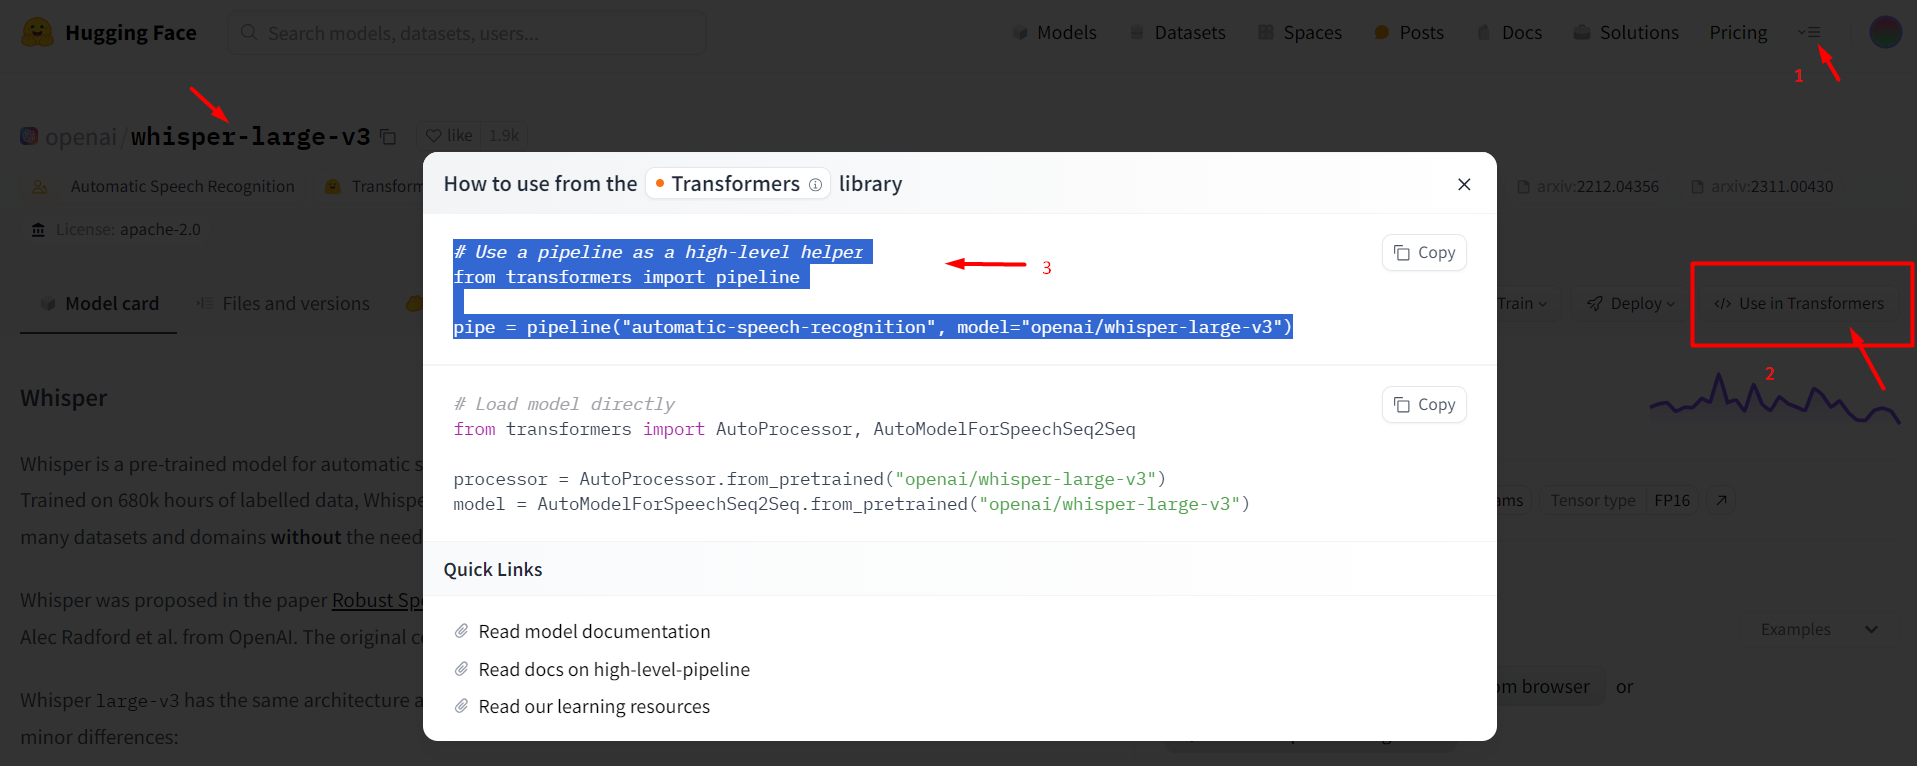 Hugging Face
Search models, datasets, users...
Models
Datasets
Spaces
Posts
Docs
Solutions
Pricing
1
openai/whisper-large-v3
like 1.9k
Automatic Speech Recognition
Transform
arxiv:2212.04356
arxiv:2311.00430
License: apache-2.0
Model card
Files and versions
Train
Deploy
</> Use in Transformers
2
How to use from the Transformers library
# Use a pipeline as a high-level helper
from transformers import pipeline
pipe = pipeline("automatic-speech-recognition", model="openai/whisper-large-v3")
Copy
3
# Load model directly
from transformers import AutoProcessor, AutoModelForSpeechSeq2Seq
processor = AutoProcessor.from_pretrained("openai/whisper-large-v3")
model = AutoModelForSpeechSeq2Seq.from_pretrained("openai/whisper-large-v3")
Copy
Quick Links
Read model documentation
Read docs on high-level-pipeline
Read our learning resources
Whisper
Whisper is a pre-trained model for automatic s
Trained on 680k hours of labelled data, Whispe
many datasets and domains without the need
Whisper was proposed in the paper Robust Spe
Alec Radford et al. from OpenAI. The original c
Whisper large-v3 has the same architecture a
minor differences:
ms
Tensor type FP16
Examples
om browser or